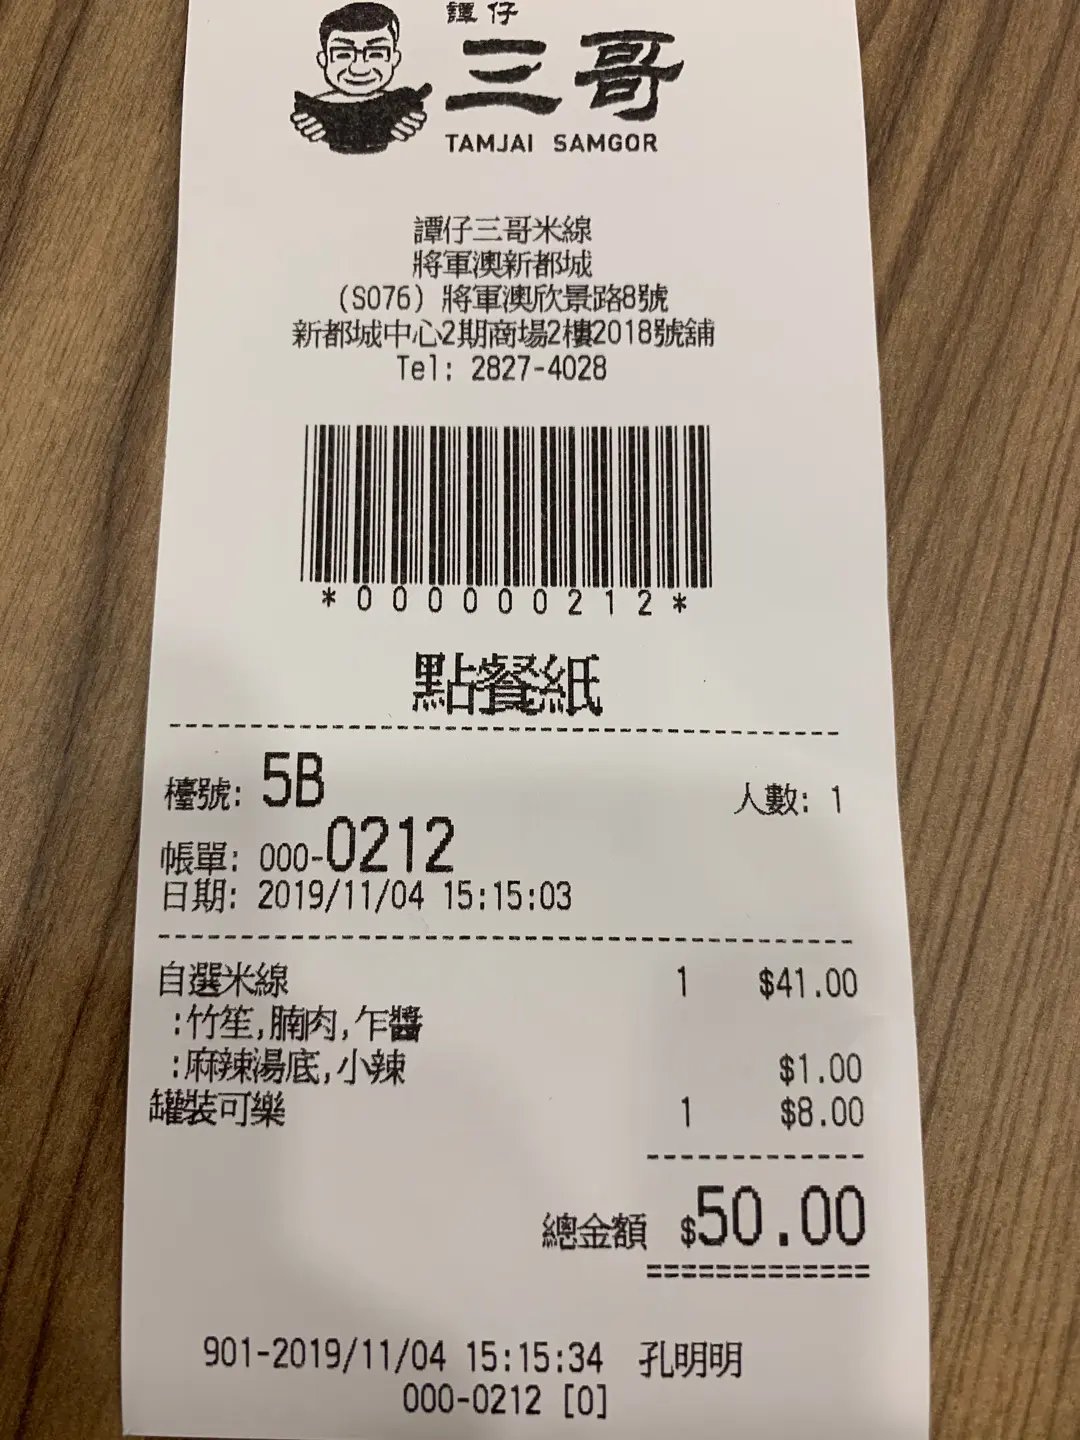 譚仔
三哥
TAMJAI SAMGOR
譚仔三哥米線
將軍澳新都城
(S076) 將軍澳欣景路8號
新都城中心2期商場2樓2018號舖
Tel: 2827-4028
*000000212*
點餐紙
檯號: 5B 人數: 1
帳單: 000-0212
日期: 2019/11/04 15:15:03
自選米線 1 $41.00
:竹笙,腩肉,乍醬
:麻辣湯底,小辣 $1.00
罐裝可樂 1 $8.00
總金額 $50.00
=============
901-2019/11/04 15:15:34 孔明明
000-0212 [0]